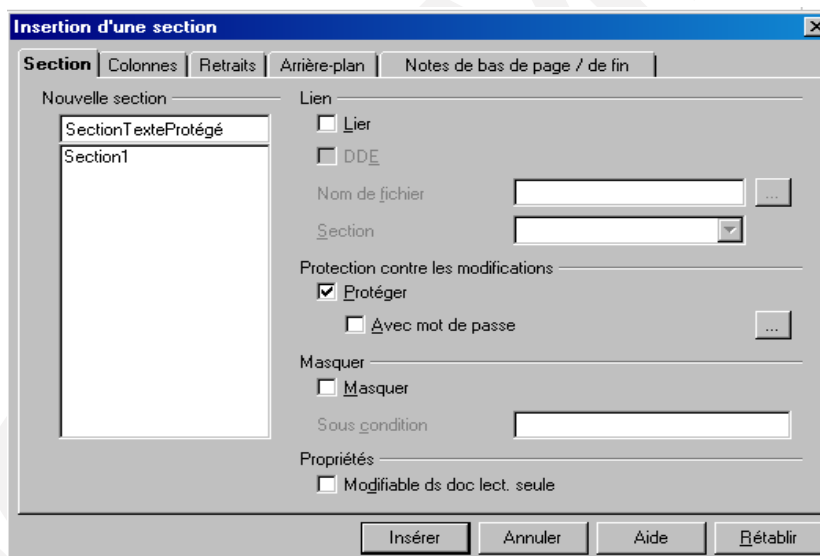 Insertion d'une section
Section Colonnes Retraits Arrière-plan Notes de bas de page / de fin
Nouvelle section
SectionTexteProtégé
Section1
Lien
Lier
DDE
Nom de fichier ...
Section
Protection contre les modifications
Protéger
Avec mot de passe ...
Masquer
Masquer
Sous condition
Propriétés
Modifiable ds doc lect. seule
Insérer Annuler Aide Rétablir